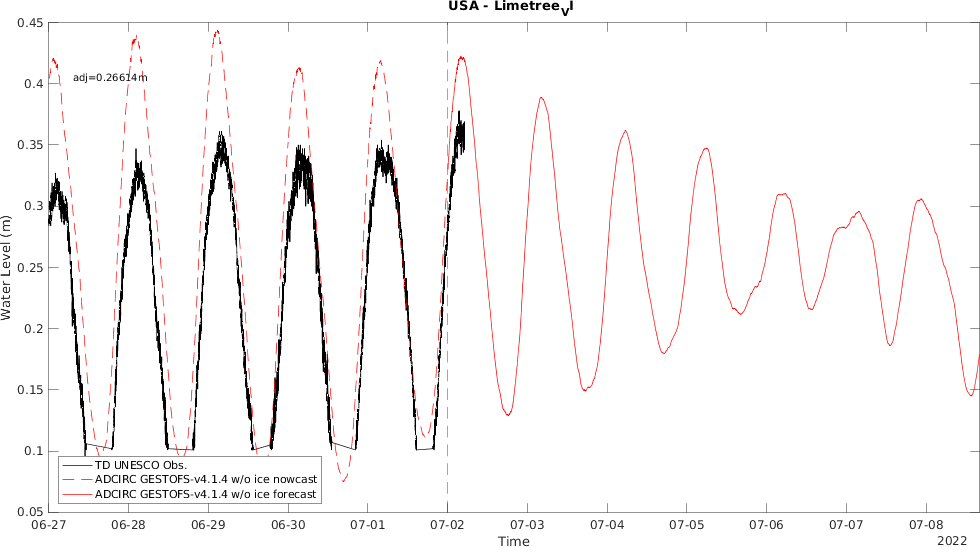 USA - Limetree_VI
0.45
0.4
0.35
0.3
0.25
0.2
0.15
0.1
0.05
Water Level (m)
adj=0.26614m
TD UNESCO Obs.
ADCIRC GESTOFS-v4.1.4 w/o ice nowcast
ADCIRC GESTOFS-v4.1.4 w/o ice forecast
06-27 06-28 06-29 06-30 07-01 07-02 07-03 07-04 07-05 07-06 07-07 07-08
Time
2022